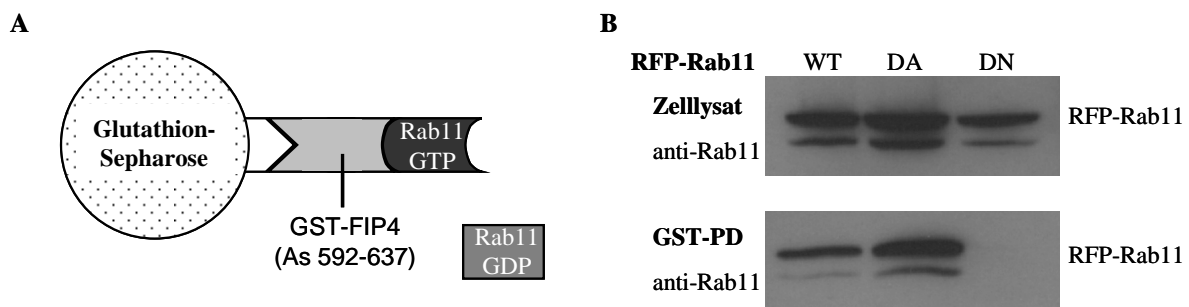 A
Glutathion-
Sepharose
Rab11
GTP
GST-FIP4
(As 592-637)
Rab11
GDP
B
RFP-Rab11 WT DA DN
Zelllysat
anti-Rab11
RFP-Rab11
GST-PD
anti-Rab11
RFP-Rab11